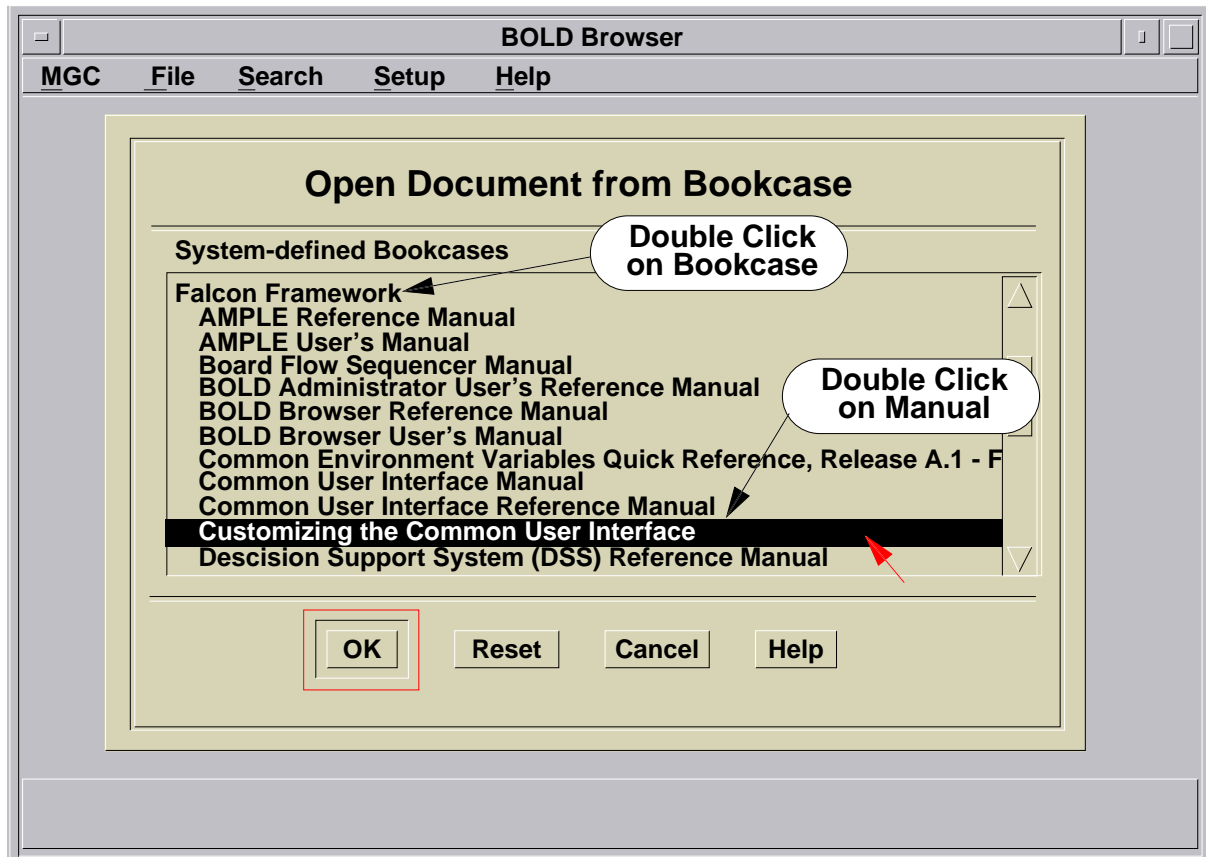 BOLD Browser
MGC File Search Setup Help
Open Document from Bookcase
System-defined Bookcases
Double Click
on Bookcase
Falcon Framework
AMPLE Reference Manual
AMPLE User's Manual
Board Flow Sequencer Manual
BOLD Administrator User's Reference Manual
BOLD Browser Reference Manual
BOLD Browser User's Manual
Common Environment Variables Quick Reference, Release A.1 - F
Common User Interface Manual
Common User Interface Reference Manual
Customizing the Common User Interface
Descision Support System (DSS) Reference Manual
Double Click
on Manual
OK Reset Cancel Help